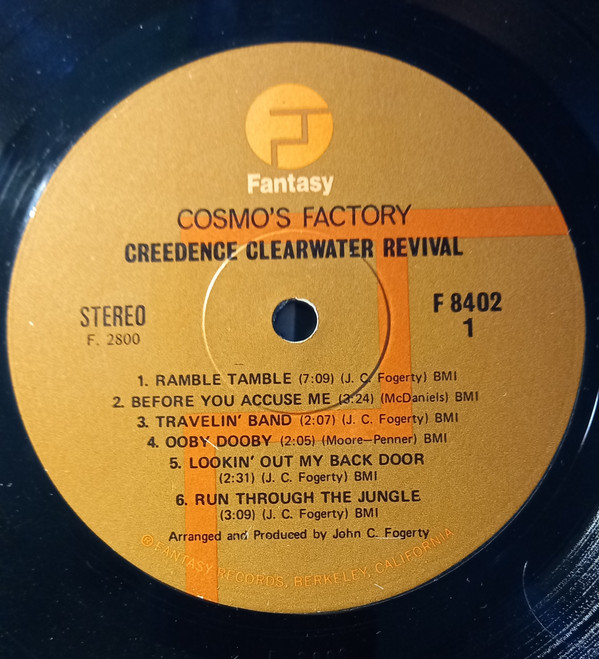 Fantasy
COSMO'S FACTORY
CREEDENCE CLEARWATER REVIVAL
STEREO
F. 2800
F 8402
1
1. RAMBLE TAMBLE (7:09) (J. C. Fogerty) BMI
2. BEFORE YOU ACCUSE ME (3:24) (McDaniels) BMI
3. TRAVELIN' BAND (2:07) (J. C. Fogerty) BMI
4. OOBY DOOBY (2:05) (Moore–Penner) BMI
5. LOOKIN' OUT MY BACK DOOR
(2:31) (J. C. Fogerty) BMI
6. RUN THROUGH THE JUNGLE
(3:09) (J. C. Fogerty) BMI
Arranged and Produced by John C. Fogerty
℗ FANTASY RECORDS, BERKELEY, CALIFORNIA